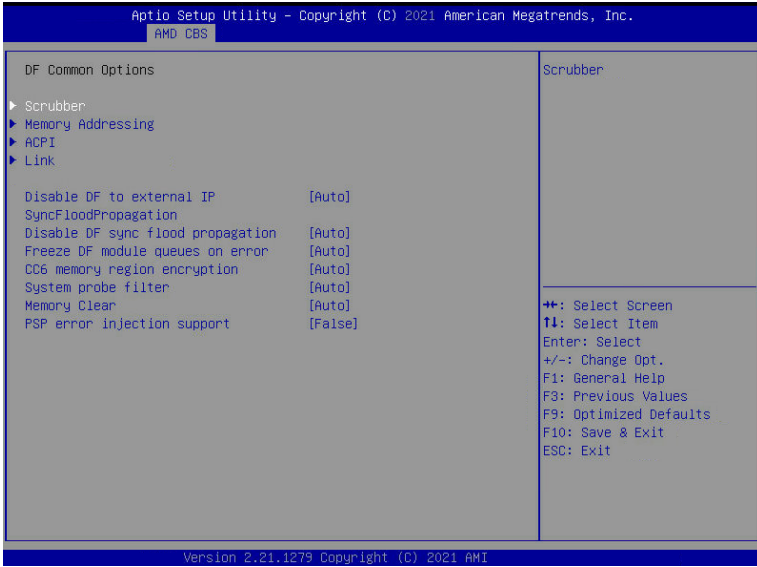 Aptio Setup Utility – Copyright (C) 2021 American Megatrends, Inc.
AMD CBS
DF Common Options
Scrubber
Memory Addressing
ACPI
Link
Disable DF to external IP [Auto]
SyncFloodPropagation
Disable DF sync flood propagation [Auto]
Freeze DF module queues on error [Auto]
CC6 memory region encryption [Auto]
System probe filter [Auto]
Memory Clear [Auto]
PSP error injection support [False]
Scrubber
→←: Select Screen
↑↓: Select Item
Enter: Select
+/-: Change Opt.
F1: General Help
F3: Previous Values
F9: Optimized Defaults
F10: Save & Exit
ESC: Exit
Version 2.21.1279 Copyright (C) 2021 AMI